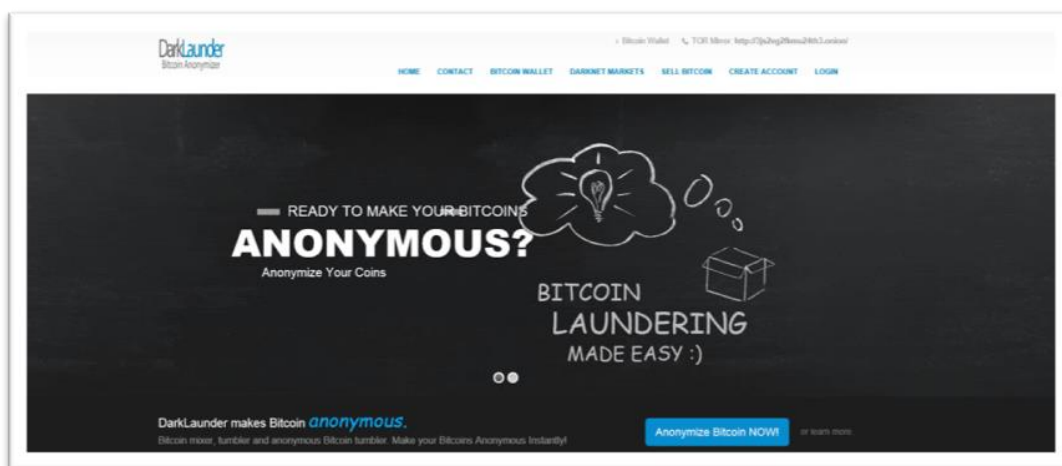 DarkLaunder
Bitcoin Anonymizer
Bitcoin Wallet TOR Mirror:
HOME CONTACT BITCOIN WALLET DARKNET MARKETS SELL BITCOIN CREATE ACCOUNT LOGIN
READY TO MAKE YOUR BITCOINS
ANONYMOUS?
Anonymize Your Coins
BITCOIN
LAUNDERING
MADE EASY :)
DarkLaunder makes Bitcoin anonymous.
Bitcoin mixer, tumbler and anonymous Bitcoin tumbler. Make your Bitcoins Anonymous Instantly!
Anonymize Bitcoin NOW! or learn more.